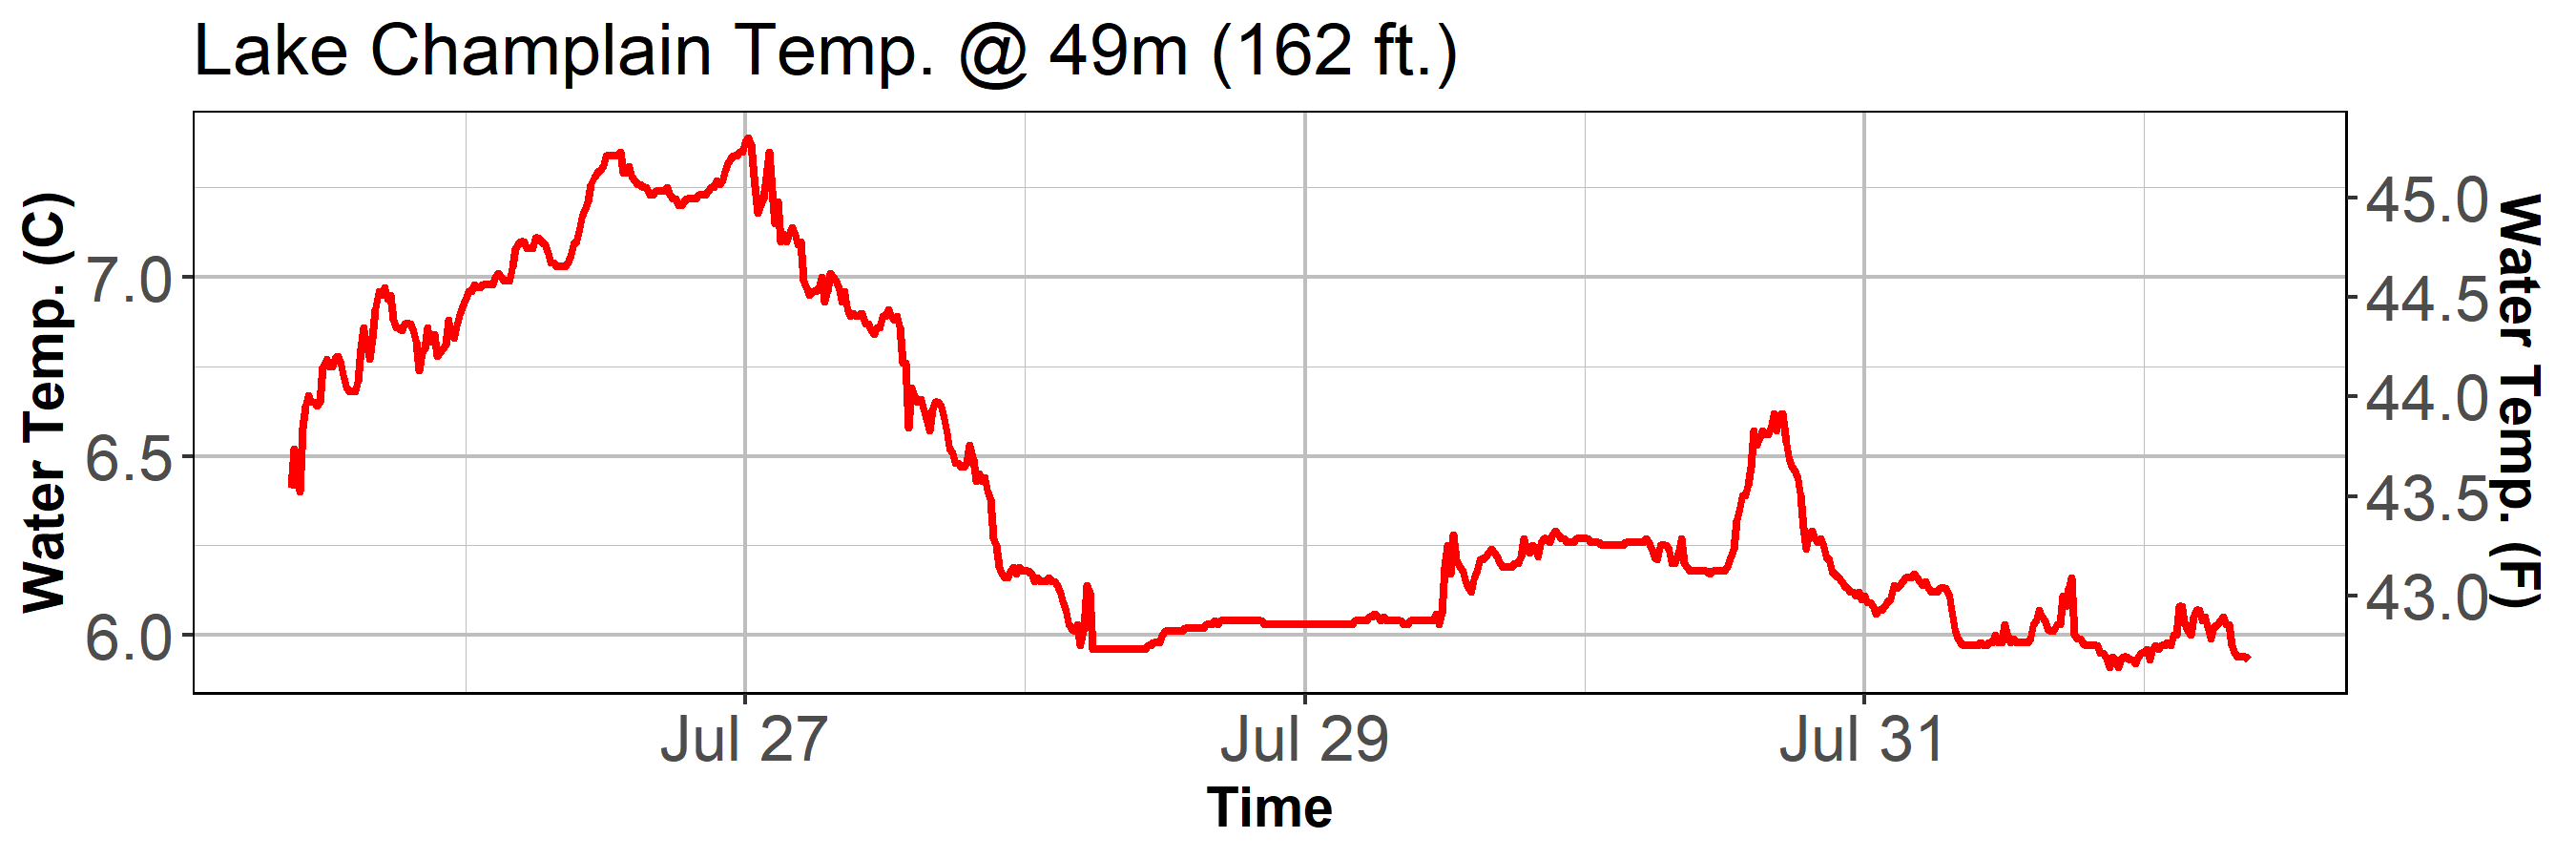 Lake Champlain Temp. @ 49m (162 ft.)
Water Temp. (C)
7.0
6.5
6.0
45.0
44.5
44.0
43.5
43.0
Water Temp. (F)
Jul 27
Jul 29
Jul 31
Time